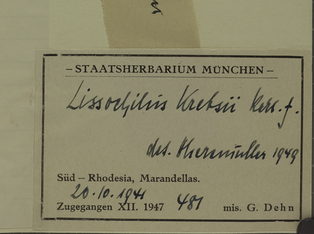 – STAATSHERBARIUM MÜNCHEN –
Lissochilus Krebsii Rchb. f.
det. 1949
Süd – Rhodesia, Marandellas.
20.10.1941
Zugegangen XII. 1947 481 mis. G. Dehn